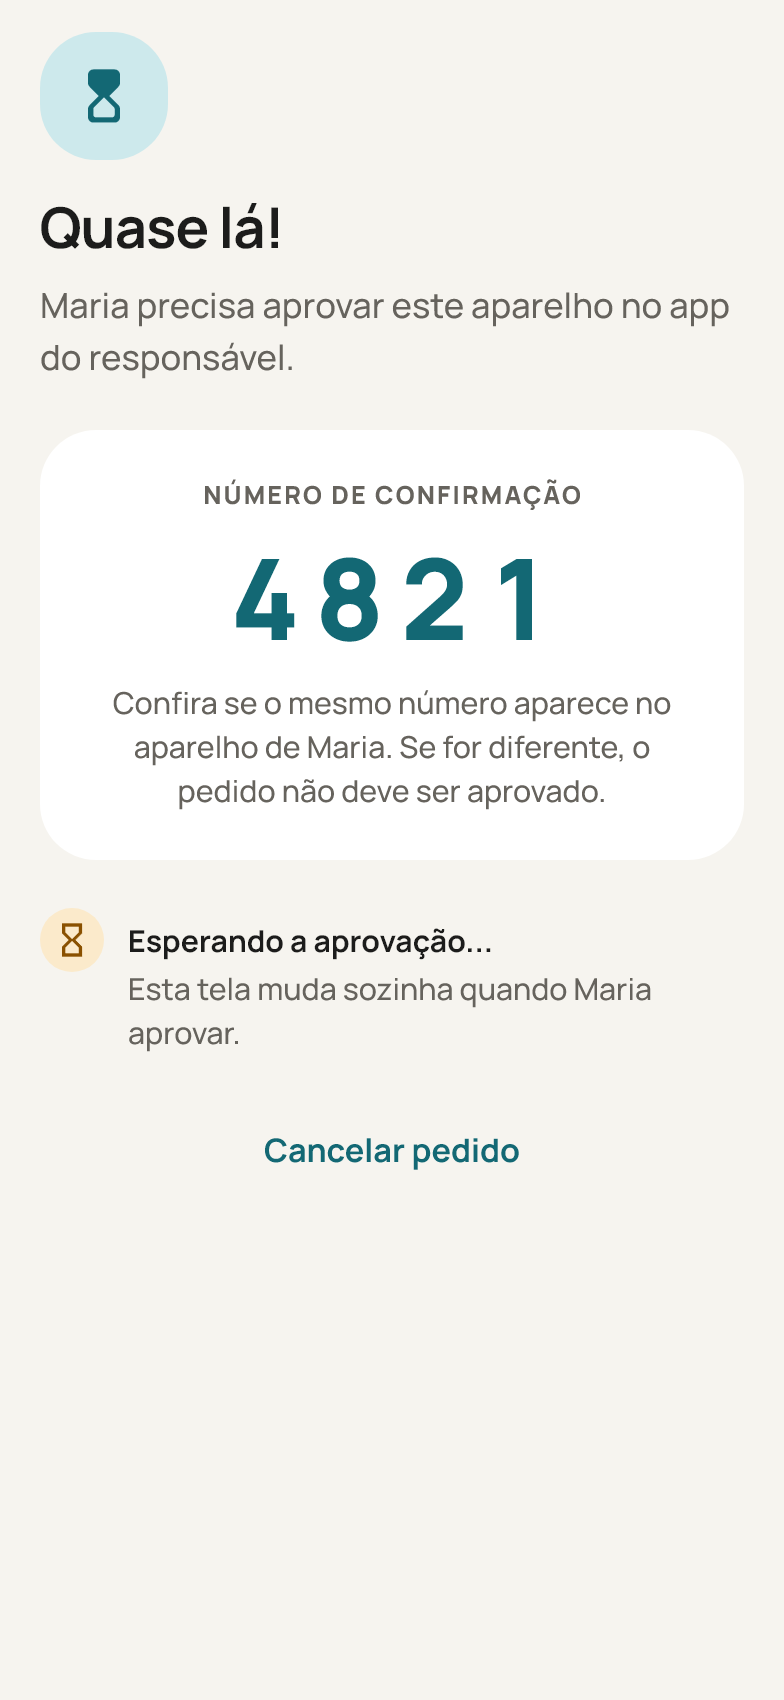 Quase lá!
Maria precisa aprovar este aparelho no app
do responsável.
NÚMERO DE CONFIRMAÇÃO
4821
Confira se o mesmo número aparece no
aparelho de Maria. Se for diferente, o
pedido não deve ser aprovado.
Esperando a aprovação...
Esta tela muda sozinha quando Maria
aprovar.
Cancelar pedido